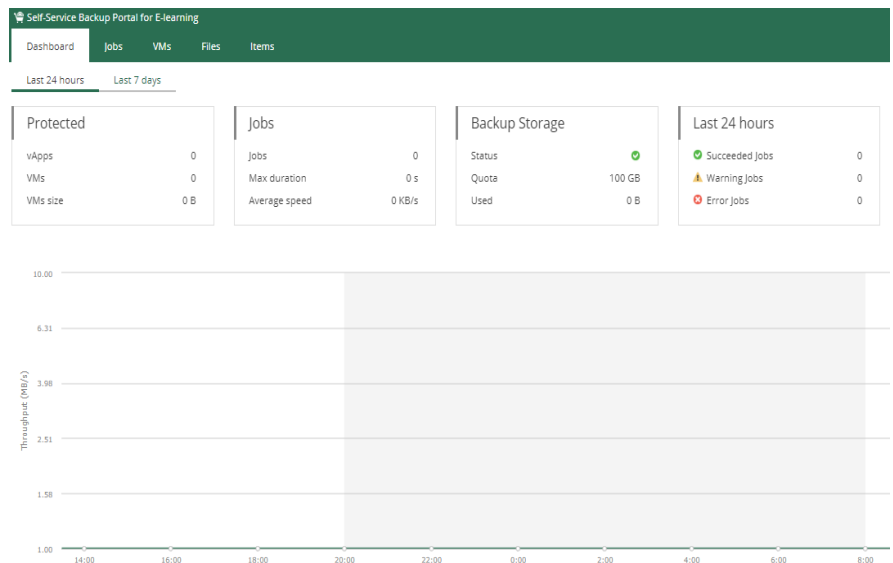 Self-Service Backup Portal for E-learning
Dashboard Jobs VMs Files Items
Last 24 hours Last 7 days
Protected
vApps 0
VMs 0
VMs size 0 B
Jobs
Jobs 0
Max duration 0 s
Average speed 0 KB/s
Backup Storage
Status
Quota 100 GB
Used 0 B
Last 24 hours
Succeeded Jobs 0
Warning Jobs 0
Error Jobs 0
Throughput (MB/s)
10.00
6.31
3.98
2.51
1.58
1.00
14:00 16:00 18:00 20:00 22:00 0:00 2:00 4:00 6:00 8:00